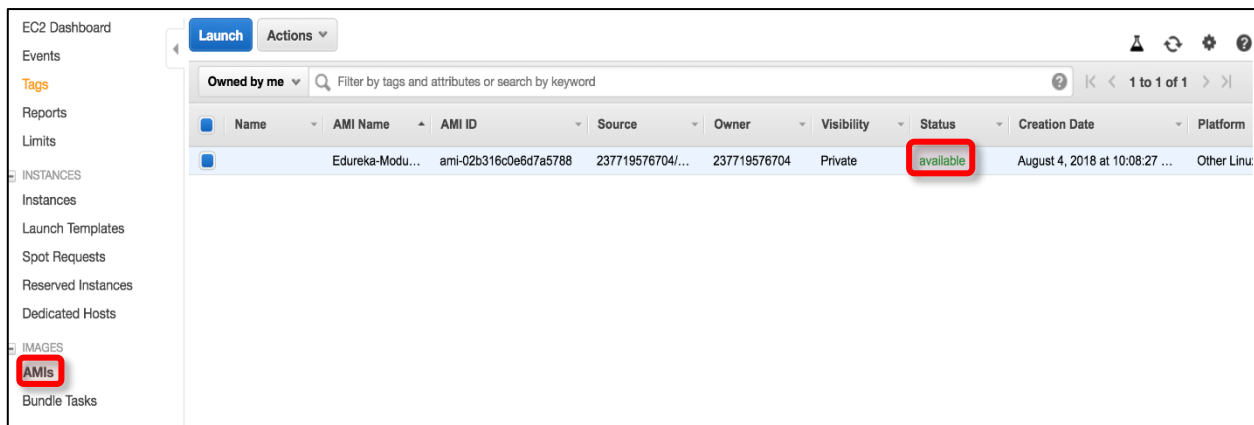 EC2 Dashboard
Events
Tags
Reports
Limits
INSTANCES
Instances
Launch Templates
Spot Requests
Reserved Instances
Dedicated Hosts
IMAGES
AMIs
Bundle Tasks
Launch Actions
Owned by me Filter by tags and attributes or search by keyword 1 to 1 of 1
Name AMI Name AMI ID Source Owner Visibility Status Creation Date Platform
Edureka-Modu... ami-02b316c0e6d7a5788 237719576704/... 237719576704 Private available August 4, 2018 at 10:08:27 ... Other Linu